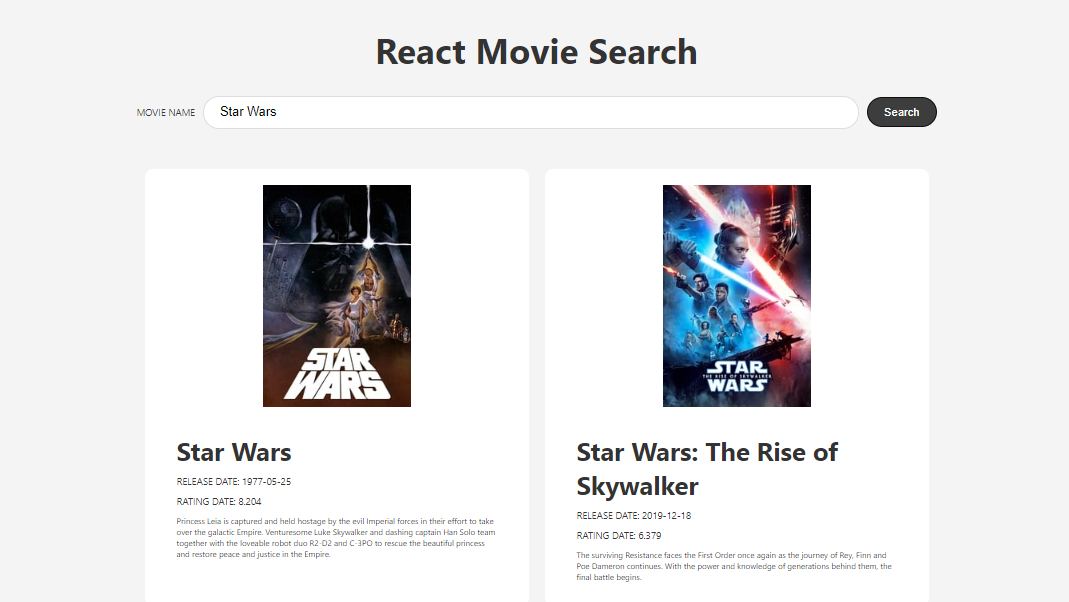 React Movie Search
MOVIE NAME
Star Wars
Search
STAR
WARS
STAR
THE RISE OF SKYWALKER
WARS
Star Wars
RELEASE DATE: 1977-05-25
RATING DATE: 8.204
Princess Leia is captured and held hostage by the evil Imperial forces in their effort to take
over the galactic Empire. Venturesome Luke Skywalker and dashing captain Han Solo team
together with the loveable robot duo R2-D2 and C-3PO to rescue the beautiful princess
and restore peace and justice in the Empire.
Star Wars: The Rise of
Skywalker
RELEASE DATE: 2019-12-18
RATING DATE: 6.379
The surviving Resistance faces the First Order once again as the journey of Rey, Finn and
Poe Dameron continues. With the power and knowledge of generations behind them, the
final battle begins.